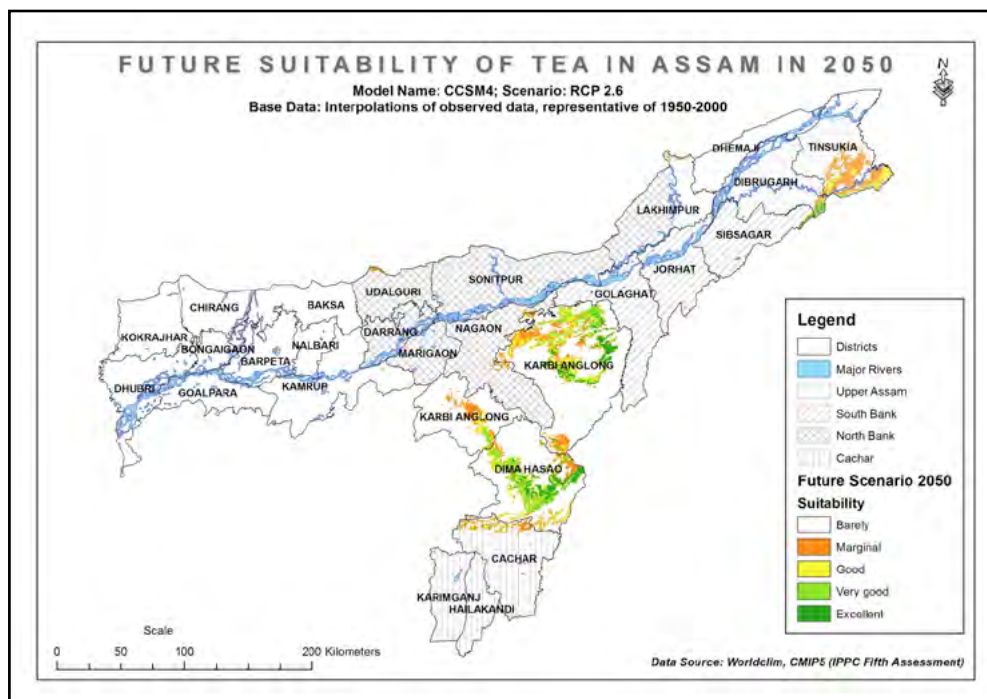 FUTURE SUITABILITY OF TEA IN ASSAM IN 2050
Model Name: CCSM4; Scenario: RCP 2.6
Base Data: Interpolations of observed data, representative of 1950-2000
N
DHEMAJI
TINSUKIA
DIBRUGARH
LAKHIMPUR
SIBSAGAR
JORHAT
SONITPUR
GOLAGHAT
UDALGURI
BAKSA
CHIRANG
KOKRAJHAR
DARRANG
NAGAON
NALBARI
BONGAIGAON
BARPETA
MARIGAON
KARBI ANGLONG
DHUBRI
GOALPARA
KAMRUP
KARBI ANGLONG
DIMA HASAO
CACHAR
KARIMGANJ
HAILAKANDI
Legend
Districts
Major Rivers
Upper Assam
South Bank
North Bank
Cachar
Future Scenario 2050
Suitability
Barely
Marginal
Good
Very good
Excellent
Scale
0 50 100 200 Kilometers
Data Source: Worldclim, CMIP5 (IPPC Fifth Assessment)